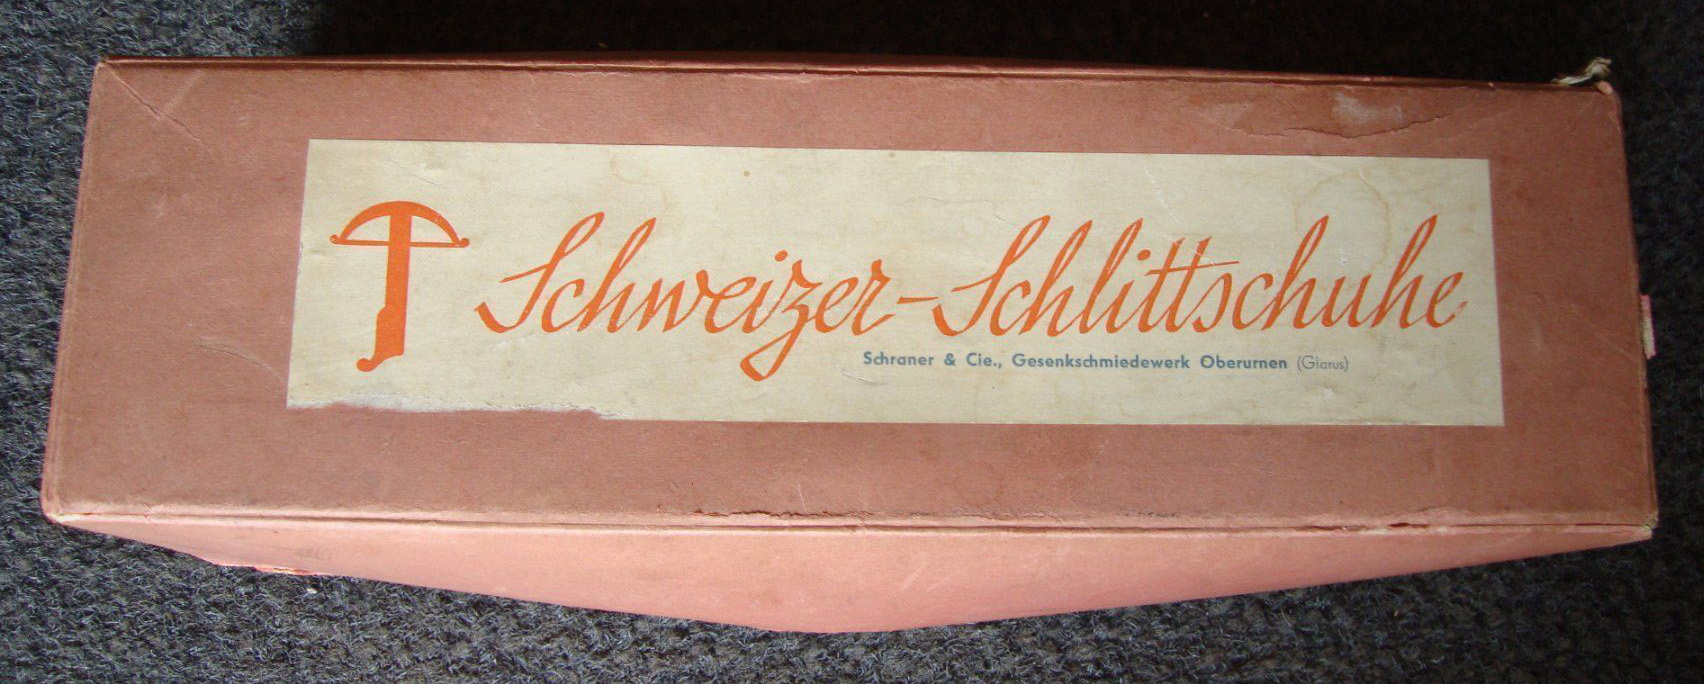 Schweizer-Schlittschuhe
Schraner & Cie., Gesenkschmiedewerk Oberurnen (Glarus)